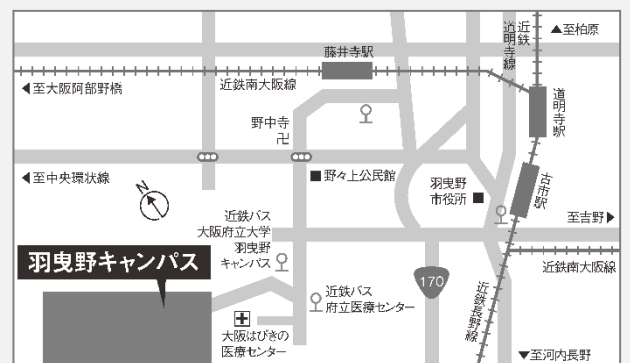 近鉄
道明寺線
▲至柏原
藤井寺駅
近鉄南大阪線
◀至大阪阿部野橋
道明寺駅
野中寺
卍
◀至中央環状線
■野々上公民館
羽曳野
市役所■
古市駅
N
近鉄バス
大阪府立大学
羽曳野
キャンパス
至吉野▶
羽曳野キャンパス
近鉄南大阪線
170
近鉄バス
府立医療センター
近鉄長野線
大阪はびきの
医療センター
▼至河内長野